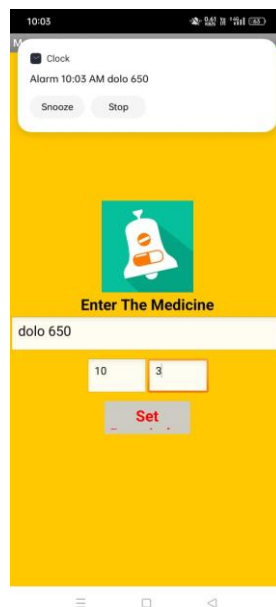 10:03
Clock
Alarm 10:03 AM dolo 650
Snooze Stop
Enter The Medicine
dolo 650
10 3
Set